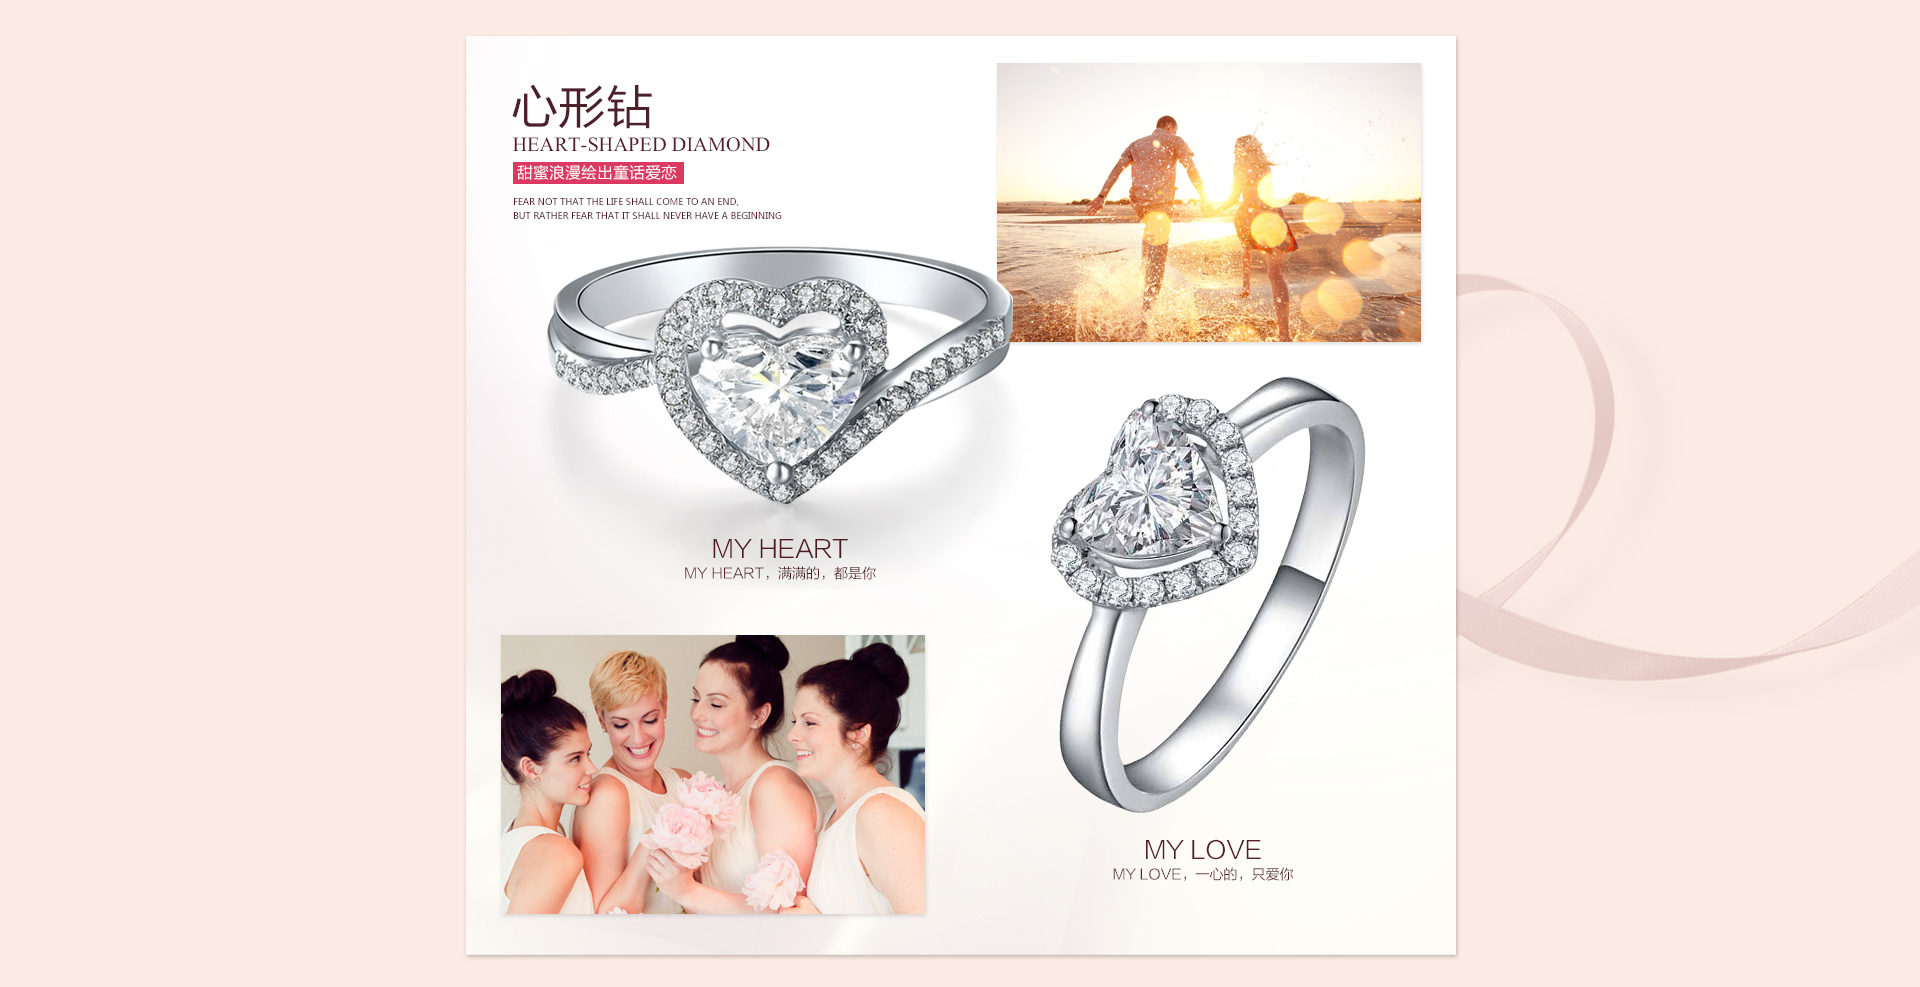 心形钻
HEART-SHAPED DIAMOND
甜蜜浪漫绘出童话爱恋
FEAR NOT THAT THE LIFE SHALL COME TO AN END,
BUT RATHER FEAR THAT IT SHALL NEVER HAVE A BEGINNING
MY HEART
MY HEART，满满的，都是你
MY LOVE
MY LOVE，一心的，只爱你